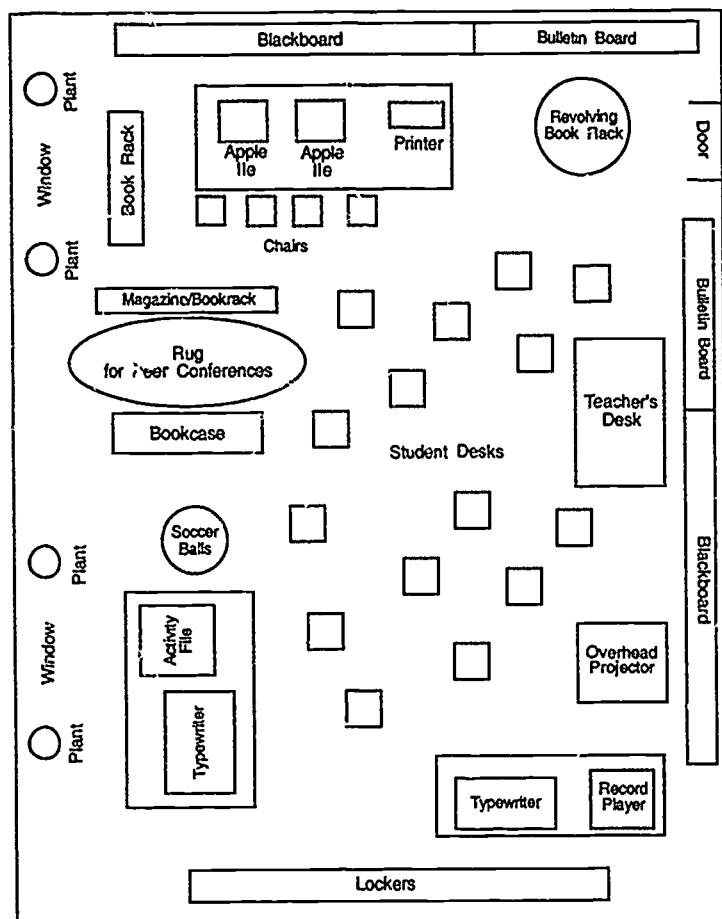 Blackboard
Bulletin Board
Plant
Window
Plant
Book Rack
Apple
IIe
Apple
IIe
Printer
Revolving
Book Rack
Door
Chairs
Magazine/Bookrack
Rug
for Peer Conferences
Bookcase
Bulletin Board
Teacher's
Desk
Student Desks
Blackboard
Soccer
Balls
Plant
Window
Plant
Activity
File
Typewriter
Overhead
Projector
Typewriter
Record
Player
Lockers